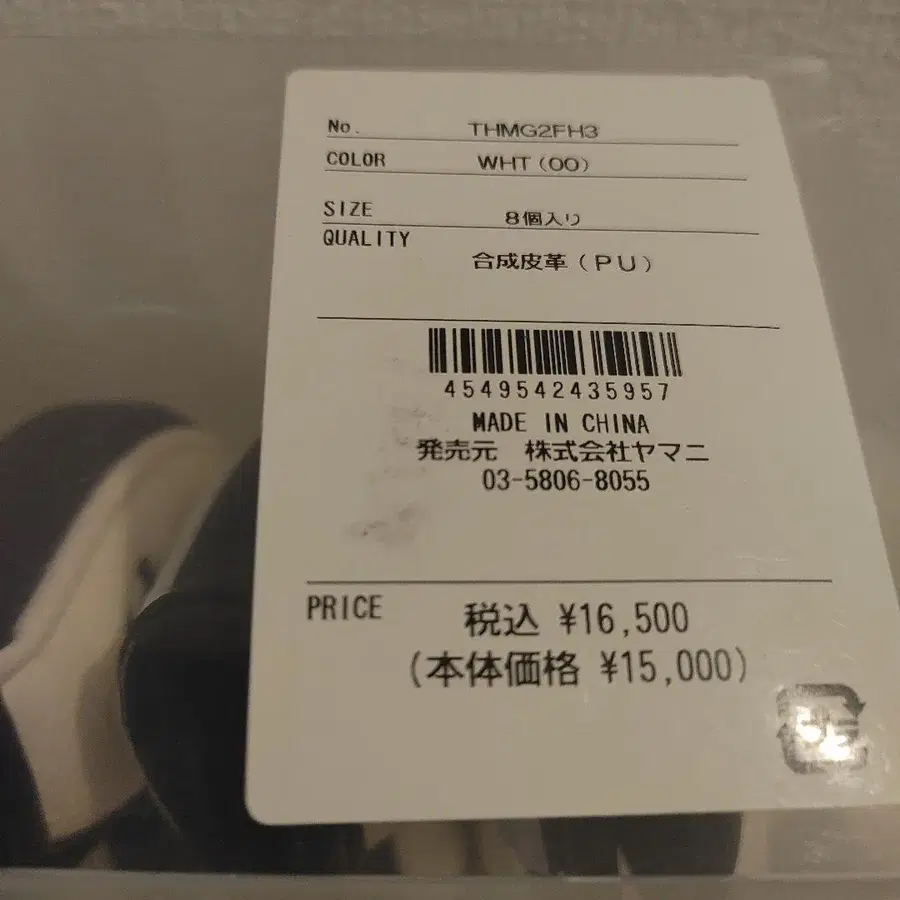 No. THMG2FH3
COLOR WHT (00)
SIZE 8個入り
QUALITY
合成皮革 (PU)
4549542435957
MADE IN CHINA
発売元 株式会社ヤマニ
03-5806-8055
PRICE 税込 ¥16,500
(本体価格 ¥15,000)